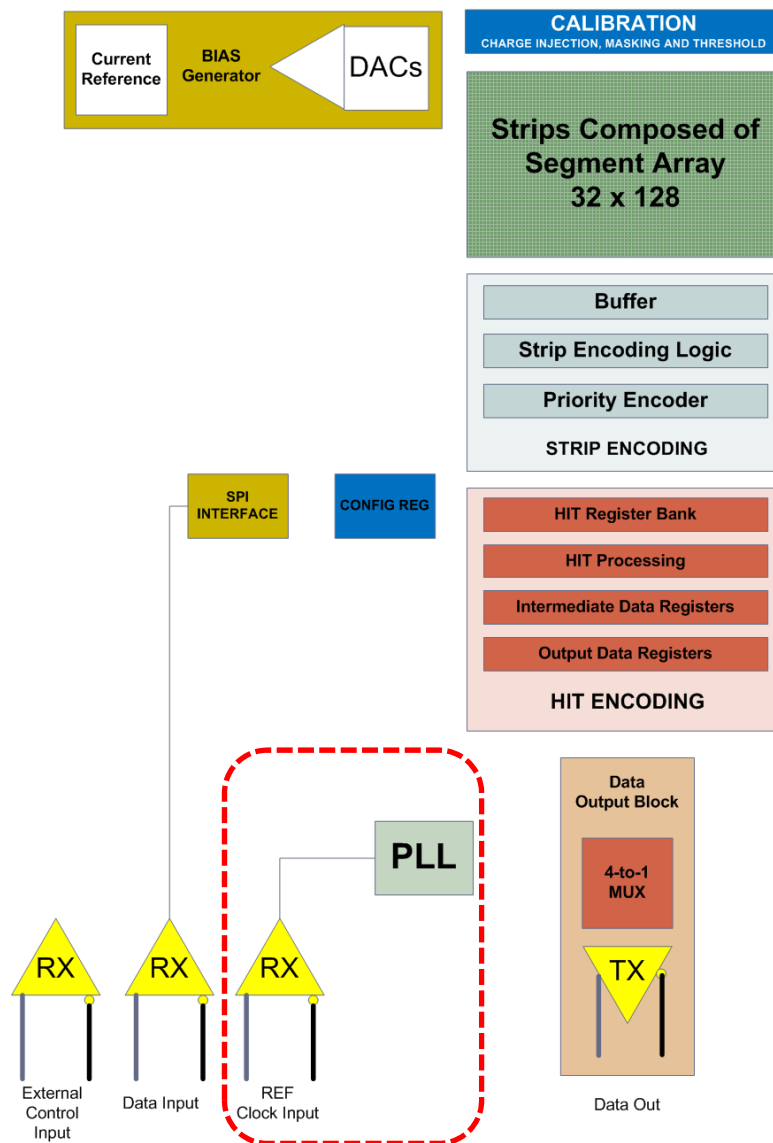 Current
Reference
BIAS
Generator
DACs
CALIBRATION
CHARGE INJECTION, MASKING AND THRESHOLD
Strips Composed of
Segment Array
32 x 128
Buffer
Strip Encoding Logic
Priority Encoder
STRIP ENCODING
SPI
INTERFACE
CONFIG REG
HIT Register Bank
HIT Processing
Intermediate Data Registers
Output Data Registers
HIT ENCODING
PLL
Data
Output Block
4-to-1
MUX
RX
RX
RX
TX
External
Control
Input
Data Input
REF
Clock Input
Data Out